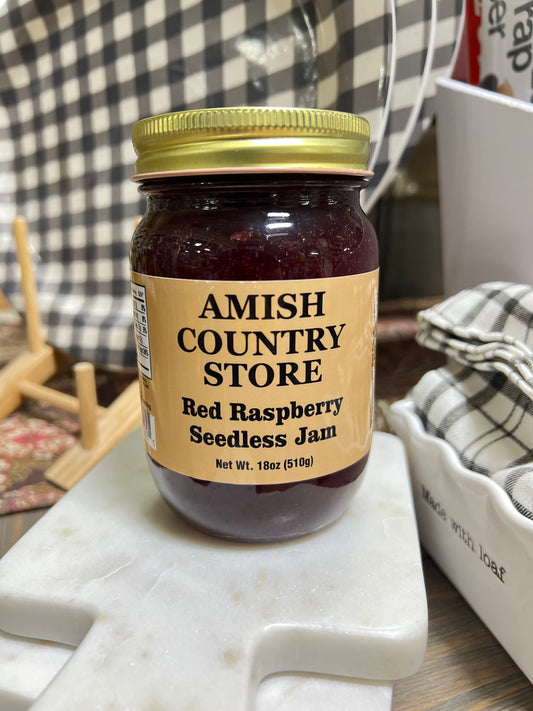 AMISH
COUNTRY
STORE
Red Raspberry
Seedless Jam
Net Wt. 18oz (510g)
Made with loaf